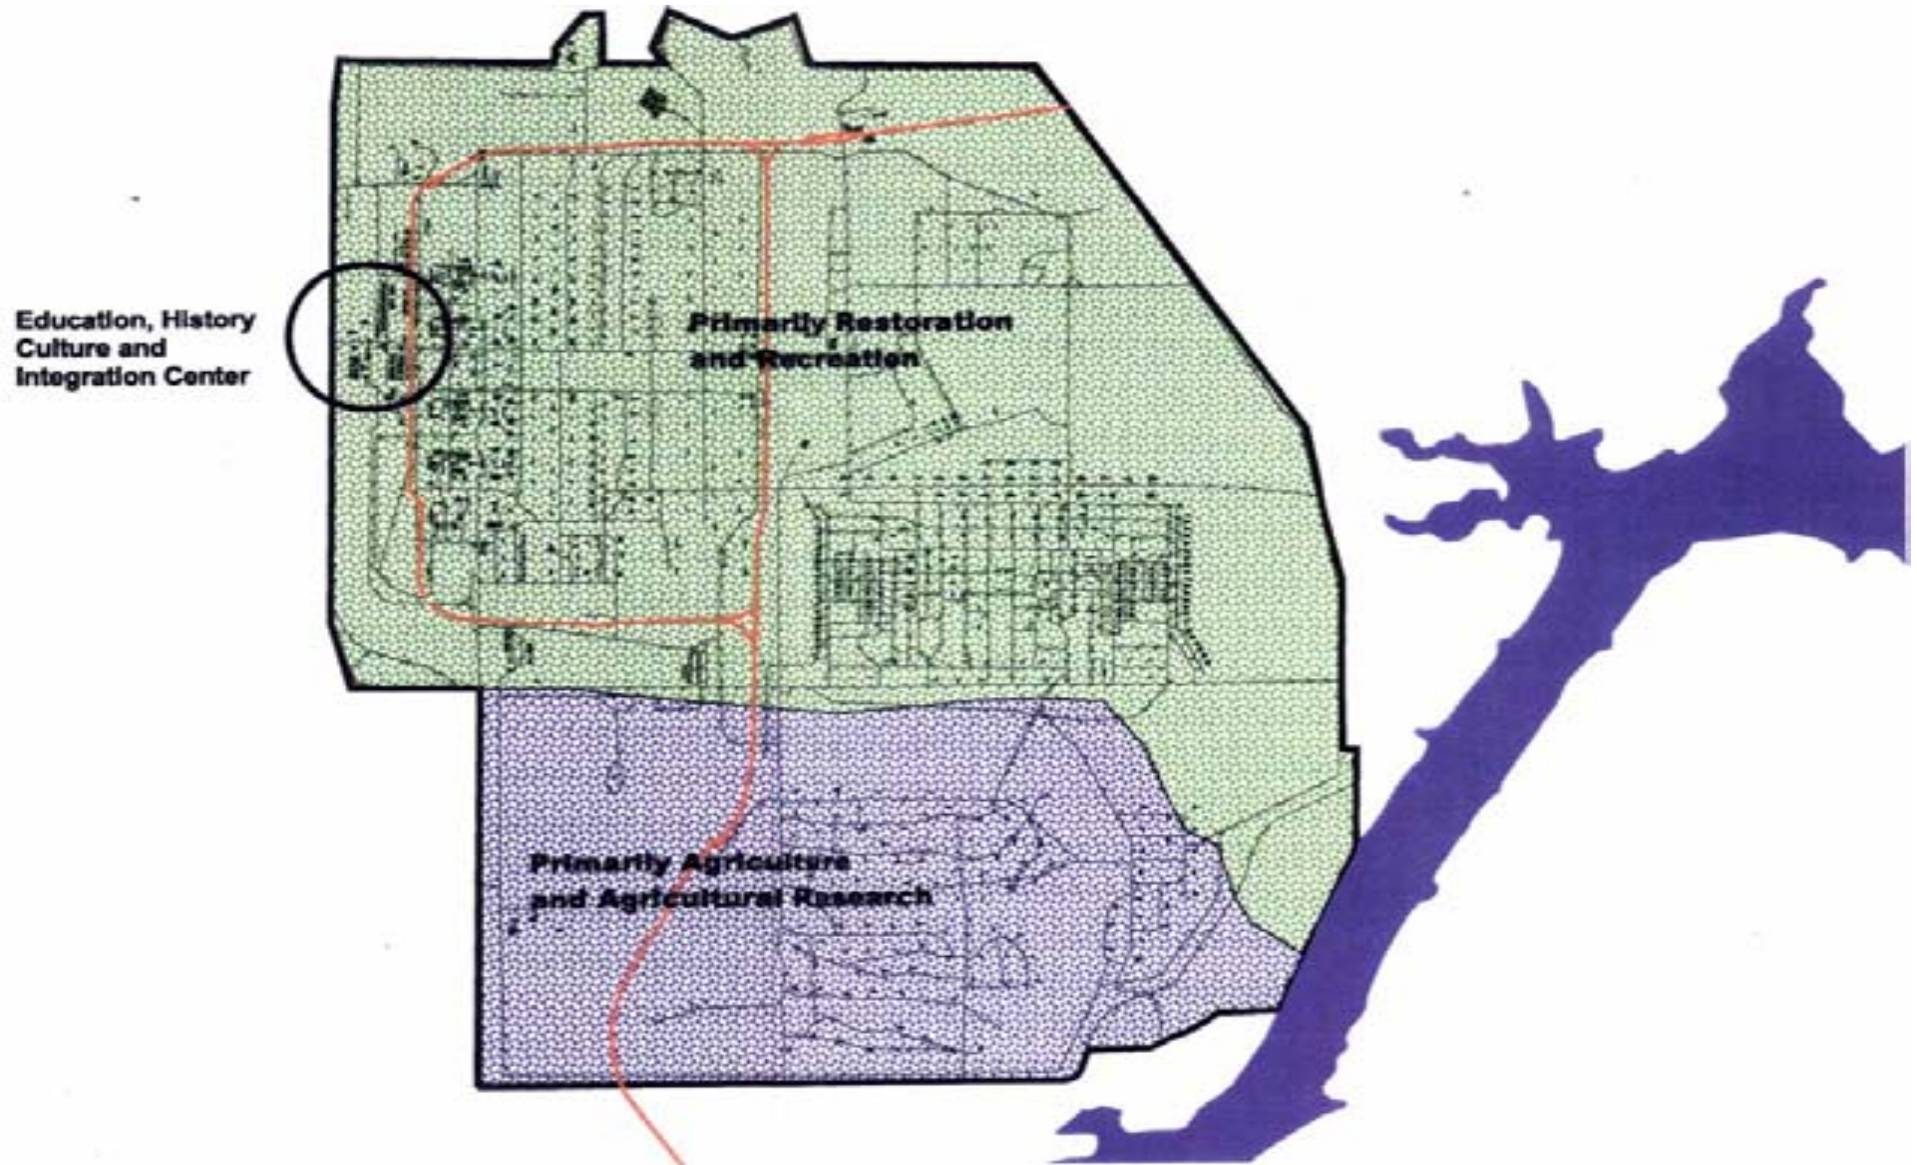 Education, History
Culture and
Integration Center
Primarily Restoration
and Recreation
Primarily Agriculture
and Agricultural Research